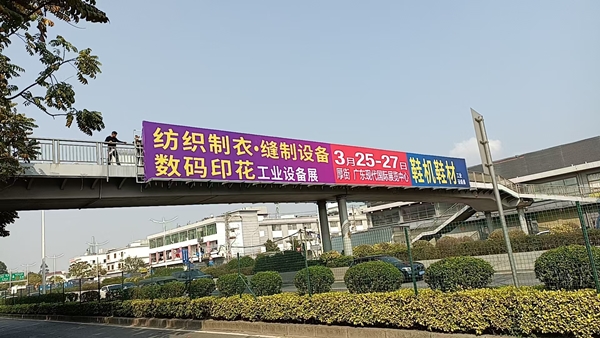 纺织制衣·缝制设备
数码印花工业设备展
3月25-27日
厚街 广东现代国际展览中心
鞋机鞋材